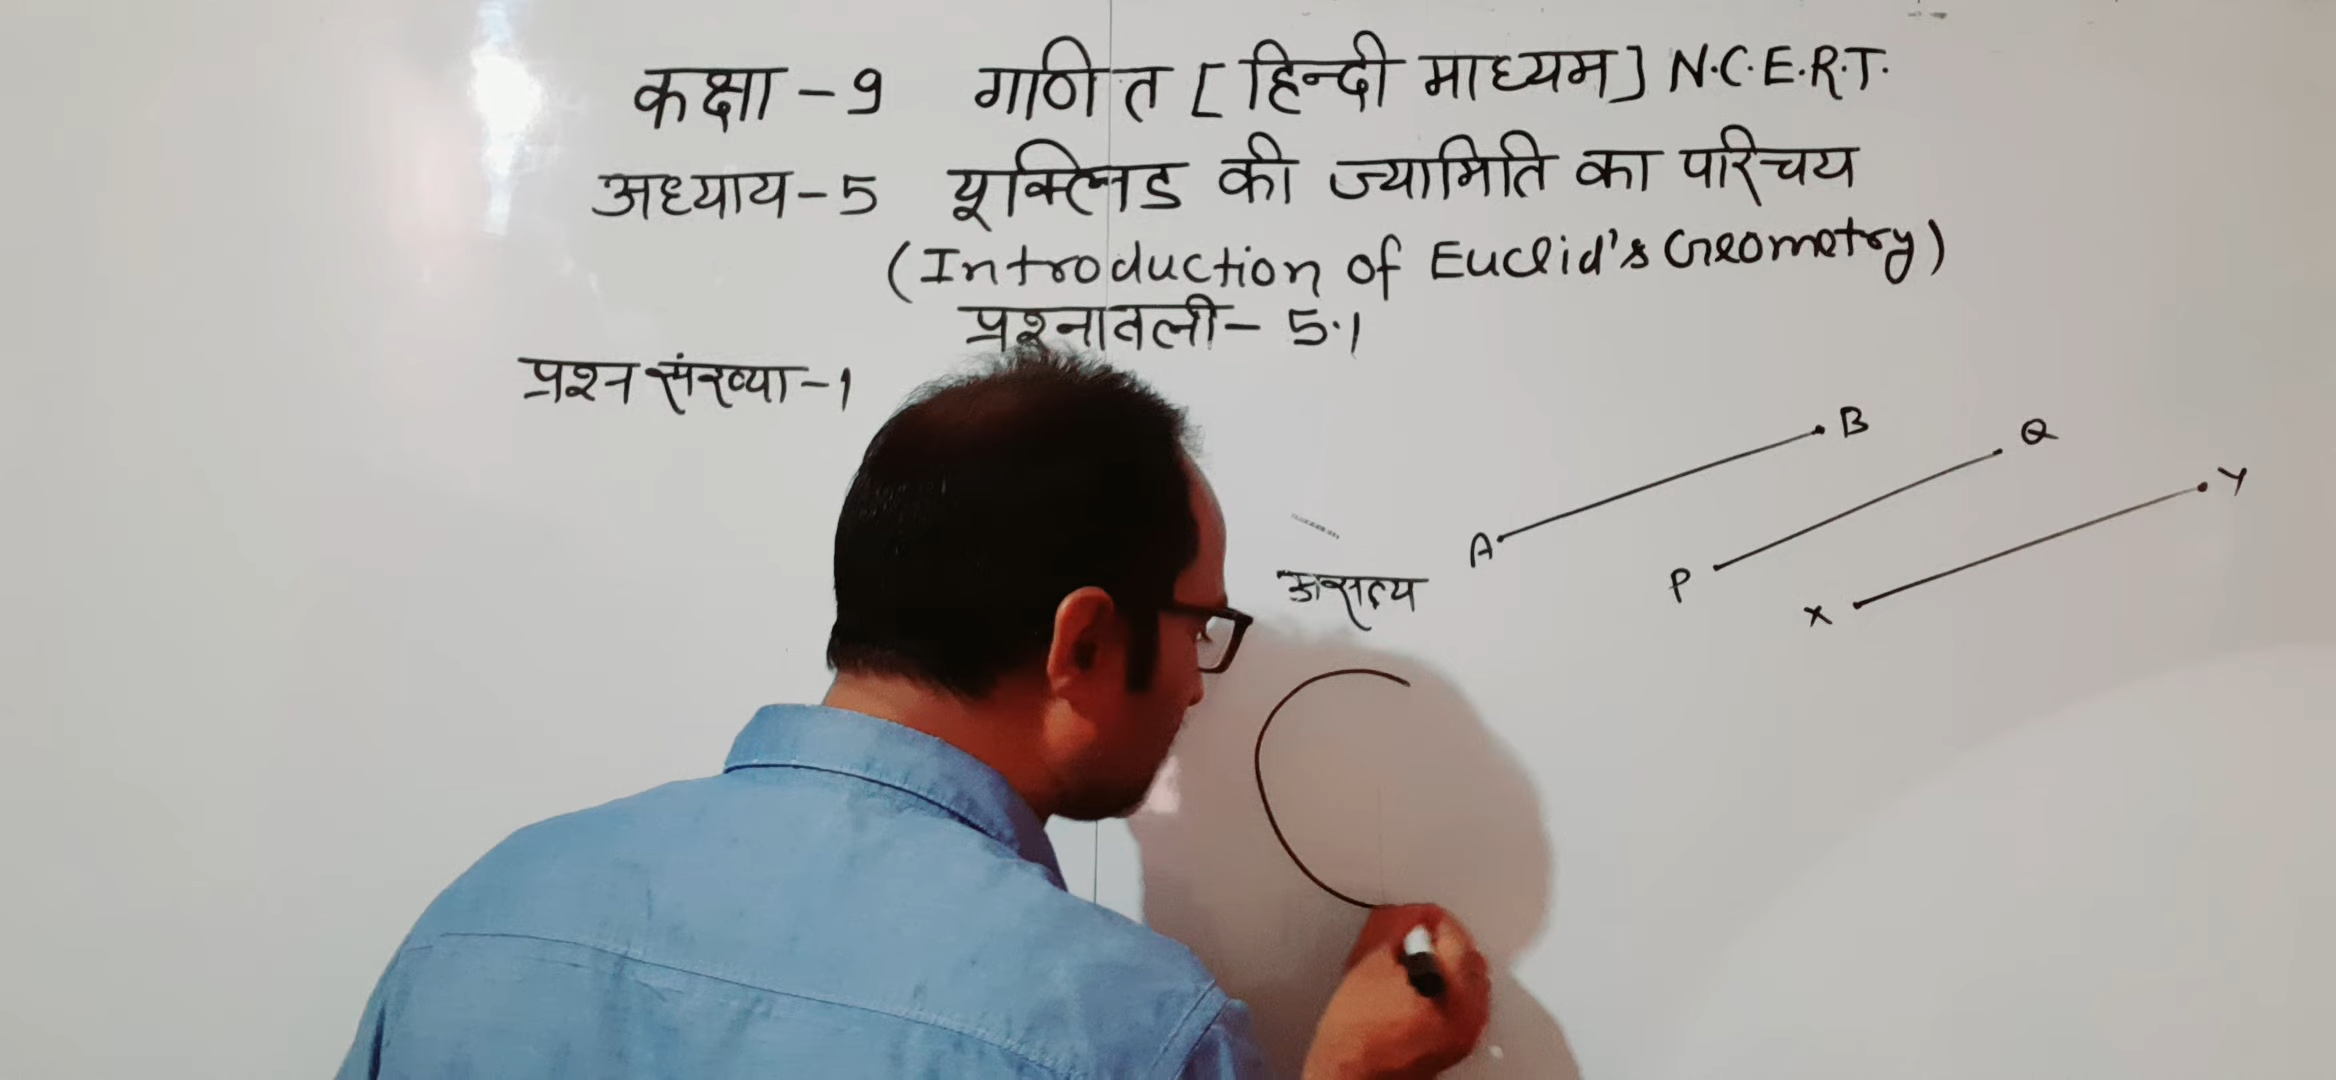 कक्षा - 9 गणित [हिन्दी माध्यम] N.C.E.R.T.
अध्याय-5 यूक्लिड की ज्यामिति का परिचय
(Introduction of Euclid's Geometry)
प्रश्नावली- 5.1
प्रश्न संख्या-1
B
Q
Y
A
असत्य
P
X